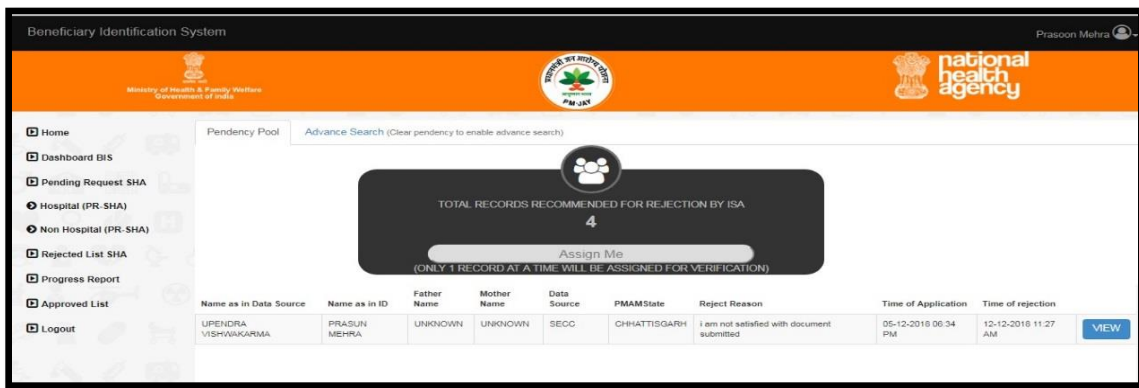 Beneficiary Identification System
Prasoon Mehra
Ministry of Health & Family Welfare
Government of India
PM-JAY
national
health
agency
Home
Dashboard BIS
Pending Request SHA
Hospital (PR-SHA)
Non Hospital (PR-SHA)
Rejected List SHA
Progress Report
Approved List
Logout
Pendency Pool
Advance Search (Clear pendency to enable advance search)
TOTAL RECORDS RECOMMENDED FOR REJECTION BY ISA
4
Assign Me
(ONLY 1 RECORD AT A TIME WILL BE ASSIGNED FOR VERIFICATION)
Name as in Data Source Name as in ID Father Name Mother Name Data Source PMAMState Reject Reason Time of Application Time of rejection
UPENDRA VISHWAKARMA PRASUN MEHRA UNKNOWN UNKNOWN SECC CHHATTISGARH i am not satisfied with document submitted 05-12-2018 06:34 PM 12-12-2018 11:27 AM VIEW